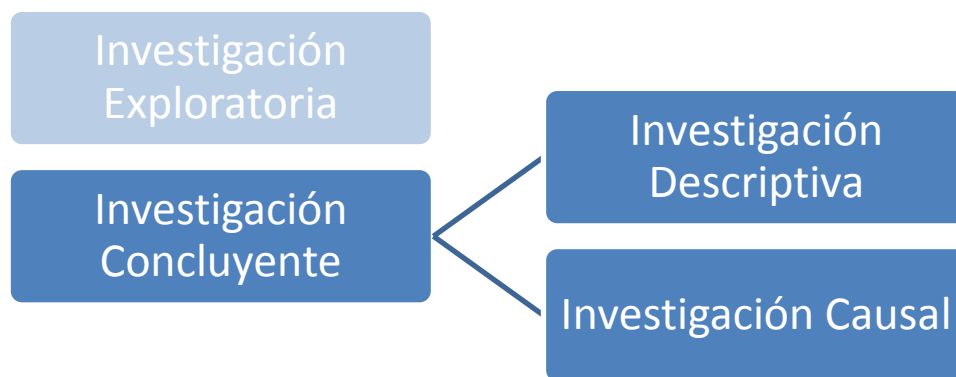 Investigación
Exploratoria
Investigación
Concluyente
Investigación
Descriptiva
Investigación Causal